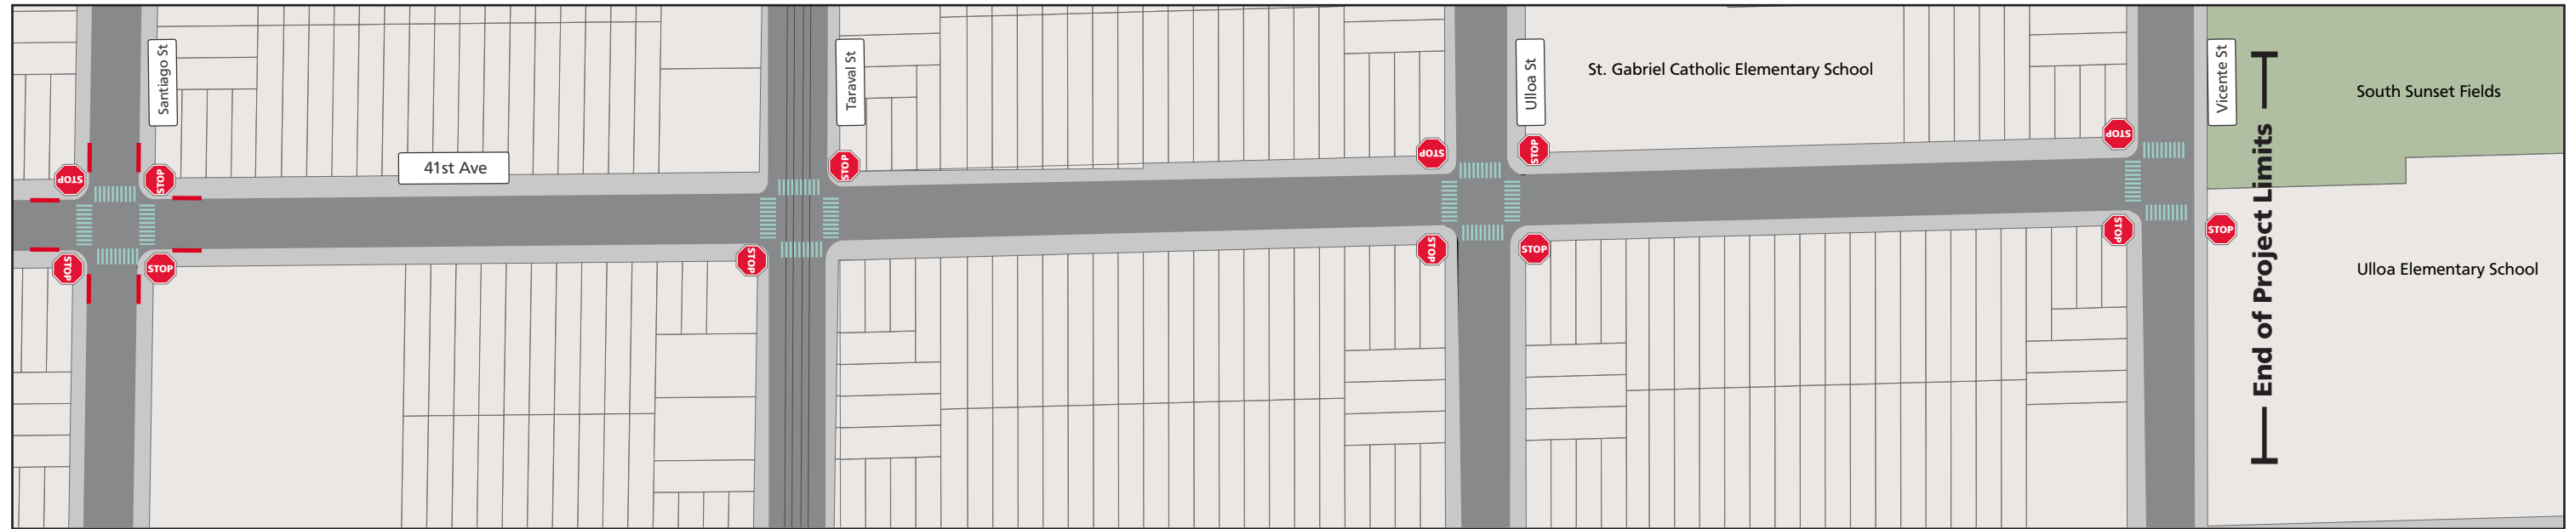 Santiago St
41st Ave
Taraval St
Ulloa St
St. Gabriel Catholic Elementary School
Vicente St
End of Project Limits
South Sunset Fields
Ulloa Elementary School
STOP
STOP
STOP
STOP
STOP
STOP
STOP
STOP
STOP
STOP
STOP
STOP
STOP